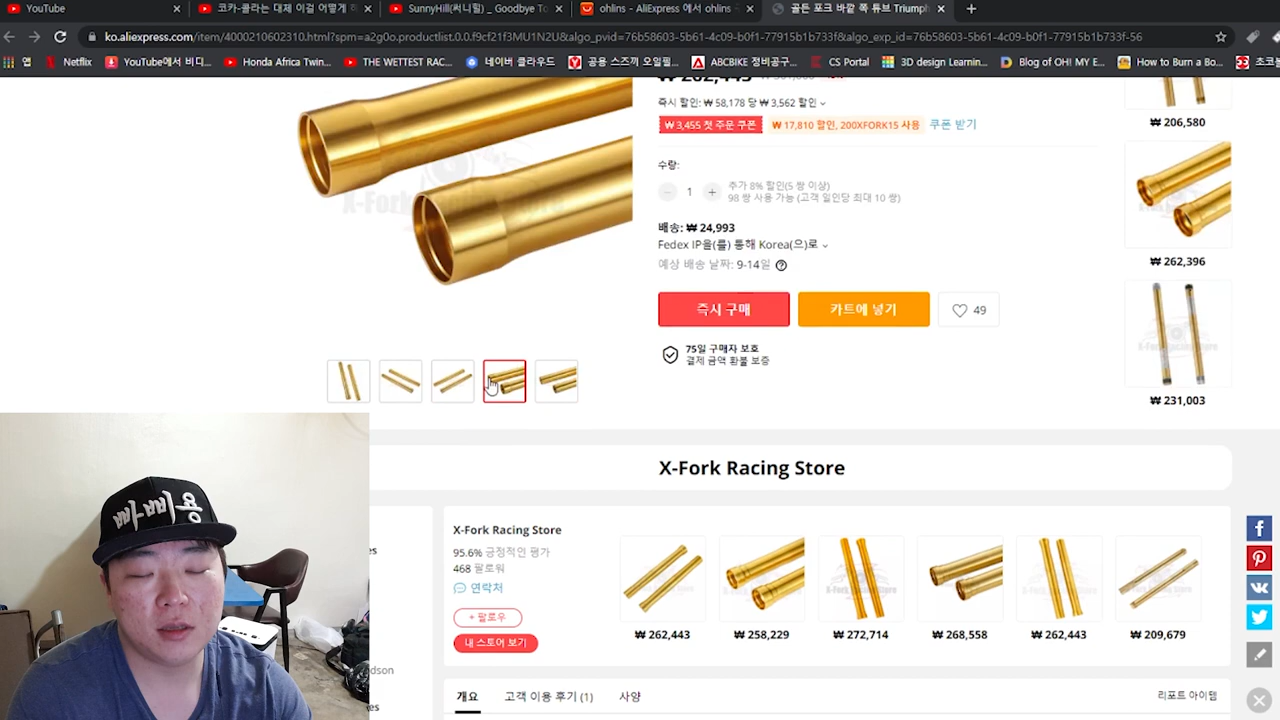 YouTube
코카-콜라는 대체 이걸 어떻게 하
SunnyHill(써니힐) _ Goodbye To
ohlins - AliExpress 에서 ohlins
골든 포크 바깥 쪽 튜브 Triumph
ko.aliexpress.com/item/4000210602310.html?spm=a2g0o.productlist.0.0.f9cf21f3MU1N2U&algo_pvid=76b58603-5b61-4c09-b0f1-77915b1b733f&algo_exp_id=76b58603-5b61-4c09-b0f1-77915b1b733f-56
앱
Netflix
YouTube에서 비디...
Honda Africa Twin...
THE WETTEST RAC...
네이버 클라우드
공용 스즈끼 오일필...
ABCBIKE 정비공구...
CS Portal
3D design Learnin...
Blog of OH! MY E...
How to Burn a Bo...
초코볼
₩ 262,443
즉시 할인: ₩ 58,178 당 ₩ 3,562 할인
₩ 3,455 첫 주문 쿠폰
₩ 17,810 할인, 200XFORK15 사용
쿠폰 받기
수량:
1
추가 8% 할인(5 쌍 이상)
98 쌍 사용 가능 (고객 일인당 최대 10 쌍)
배송: ₩ 24,993
Fedex IP을(를) 통해 Korea(으)로
예상 배송 날짜: 9-14일
즉시 구매
카트에 넣기
49
75일 구매자 보호
결제 금액 환불 보증
₩ 206,580
₩ 262,396
₩ 231,003
X-Fork Racing Store
X-Fork Racing Store
X-Fork Racing Store
95.6% 긍정적인 평가
468 팔로워
연락처
+ 팔로우
내 스토어 보기
₩ 262,443
₩ 258,229
₩ 272,714
₩ 268,558
₩ 262,443
₩ 209,079
개요
고객 이용 후기 (1)
사양
리포트 아이템
빠삐용